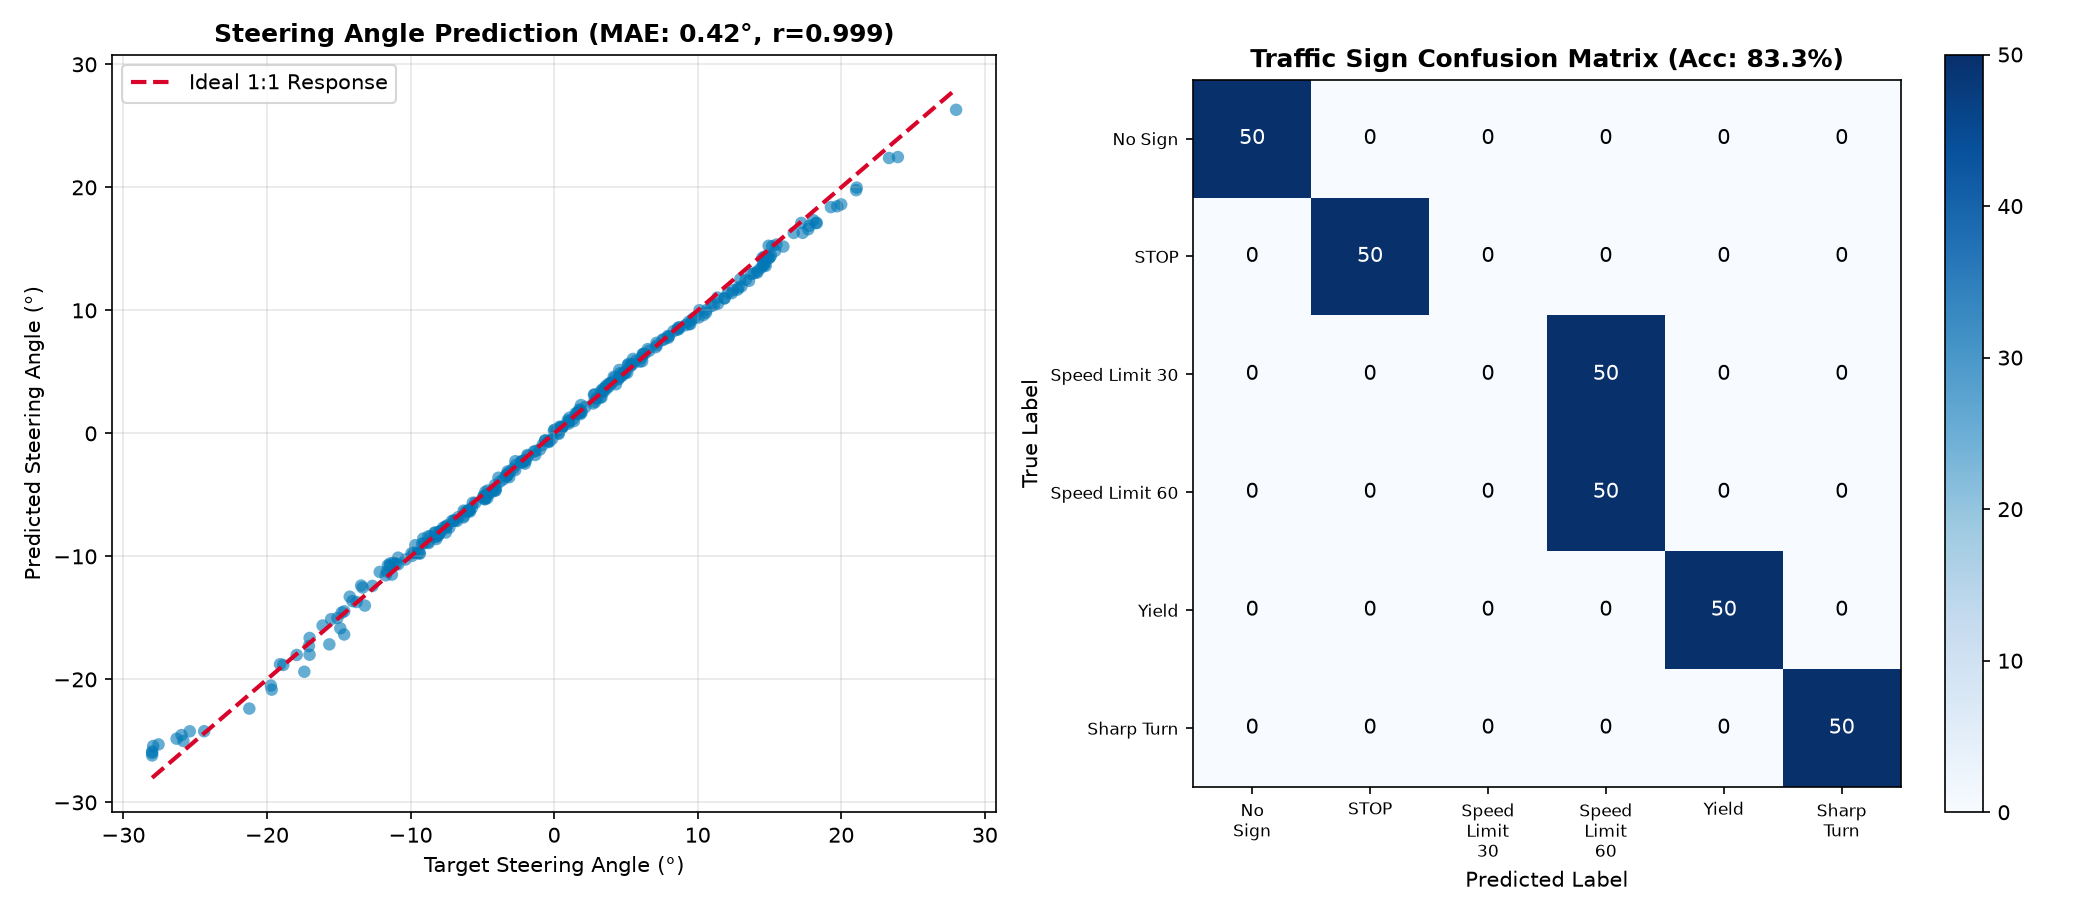 Steering Angle Prediction (MAE: 0.42°, r=0.999)
Ideal 1:1 Response
30
20
10
0
−10
−20
−30
−30 −20 −10 0 10 20 30
Predicted Steering Angle (°)
Target Steering Angle (°)
Traffic Sign Confusion Matrix (Acc: 83.3%)
True Label
No Sign 50 0 0 0 0 0
STOP 0 50 0 0 0 0
Speed Limit 30 0 0 0 50 0 0
Speed Limit 60 0 0 0 50 0 0
Yield 0 0 0 0 50 0
Sharp Turn 0 0 0 0 0 50
No
Sign
STOP
Speed
Limit
30
Speed
Limit
60
Yield
Sharp
Turn
Predicted Label
50
40
30
20
10
0